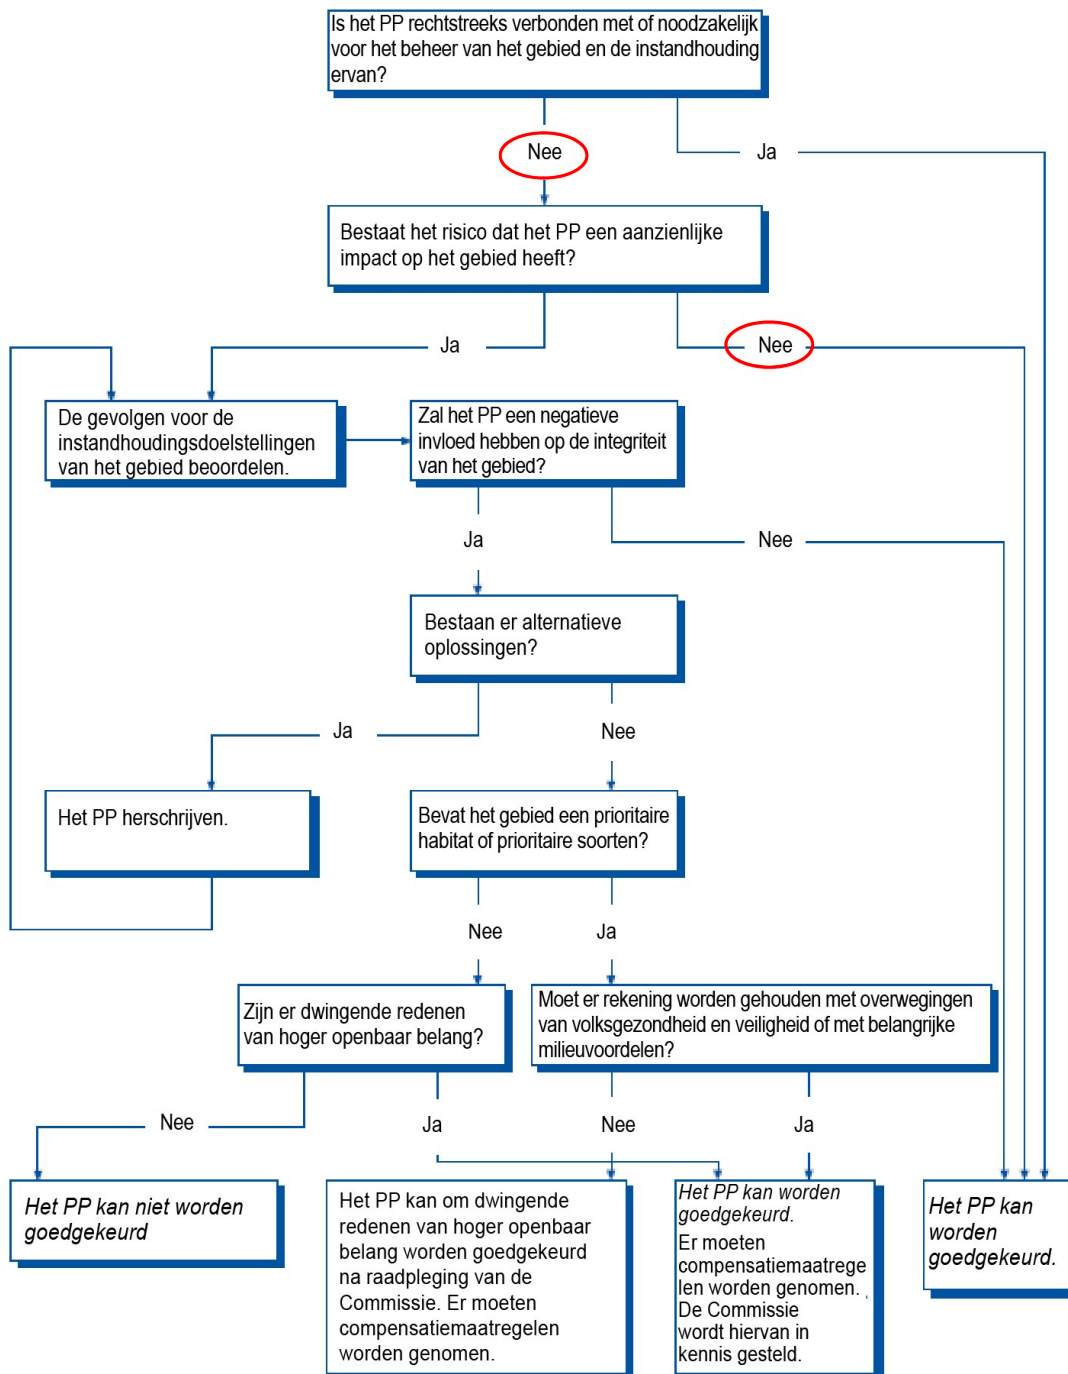 Is het PP rechtstreeks verbonden met of noodzakelijk
voor het beheer van het gebied en de instandhouding
ervan?
Nee
Ja
Bestaat het risico dat het PP een aanzienlijke
impact op het gebied heeft?
Ja
Nee
De gevolgen voor de
instandhoudingsdoelstellingen
van het gebied beoordelen.
Zal het PP een negatieve
invloed hebben op de integriteit
van het gebied?
Ja
Nee
Bestaan er alternatieve
oplossingen?
Ja
Nee
Het PP herschrijven.
Bevat het gebied een prioritaire
habitat of prioritaire soorten?
Nee
Ja
Zijn er dwingende redenen
van hoger openbaar belang?
Moet er rekening worden gehouden met overwegingen
van volksgezondheid en veiligheid of met belangrijke
milieuvoordelen?
Nee
Ja
Nee
Ja
Het PP kan niet worden
goedgekeurd
Het PP kan om dwingende
redenen van hoger openbaar
belang worden goedgekeurd
na raadpleging van de
Commissie. Er moeten
compensatiemaatregelen
worden genomen.
Het PP kan worden
goedgekeurd.
Er moeten
compensatiemaatrege
len worden genomen.
De Commissie
wordt hiervan in
kennis gesteld.
Het PP kan
worden
goedgekeurd.